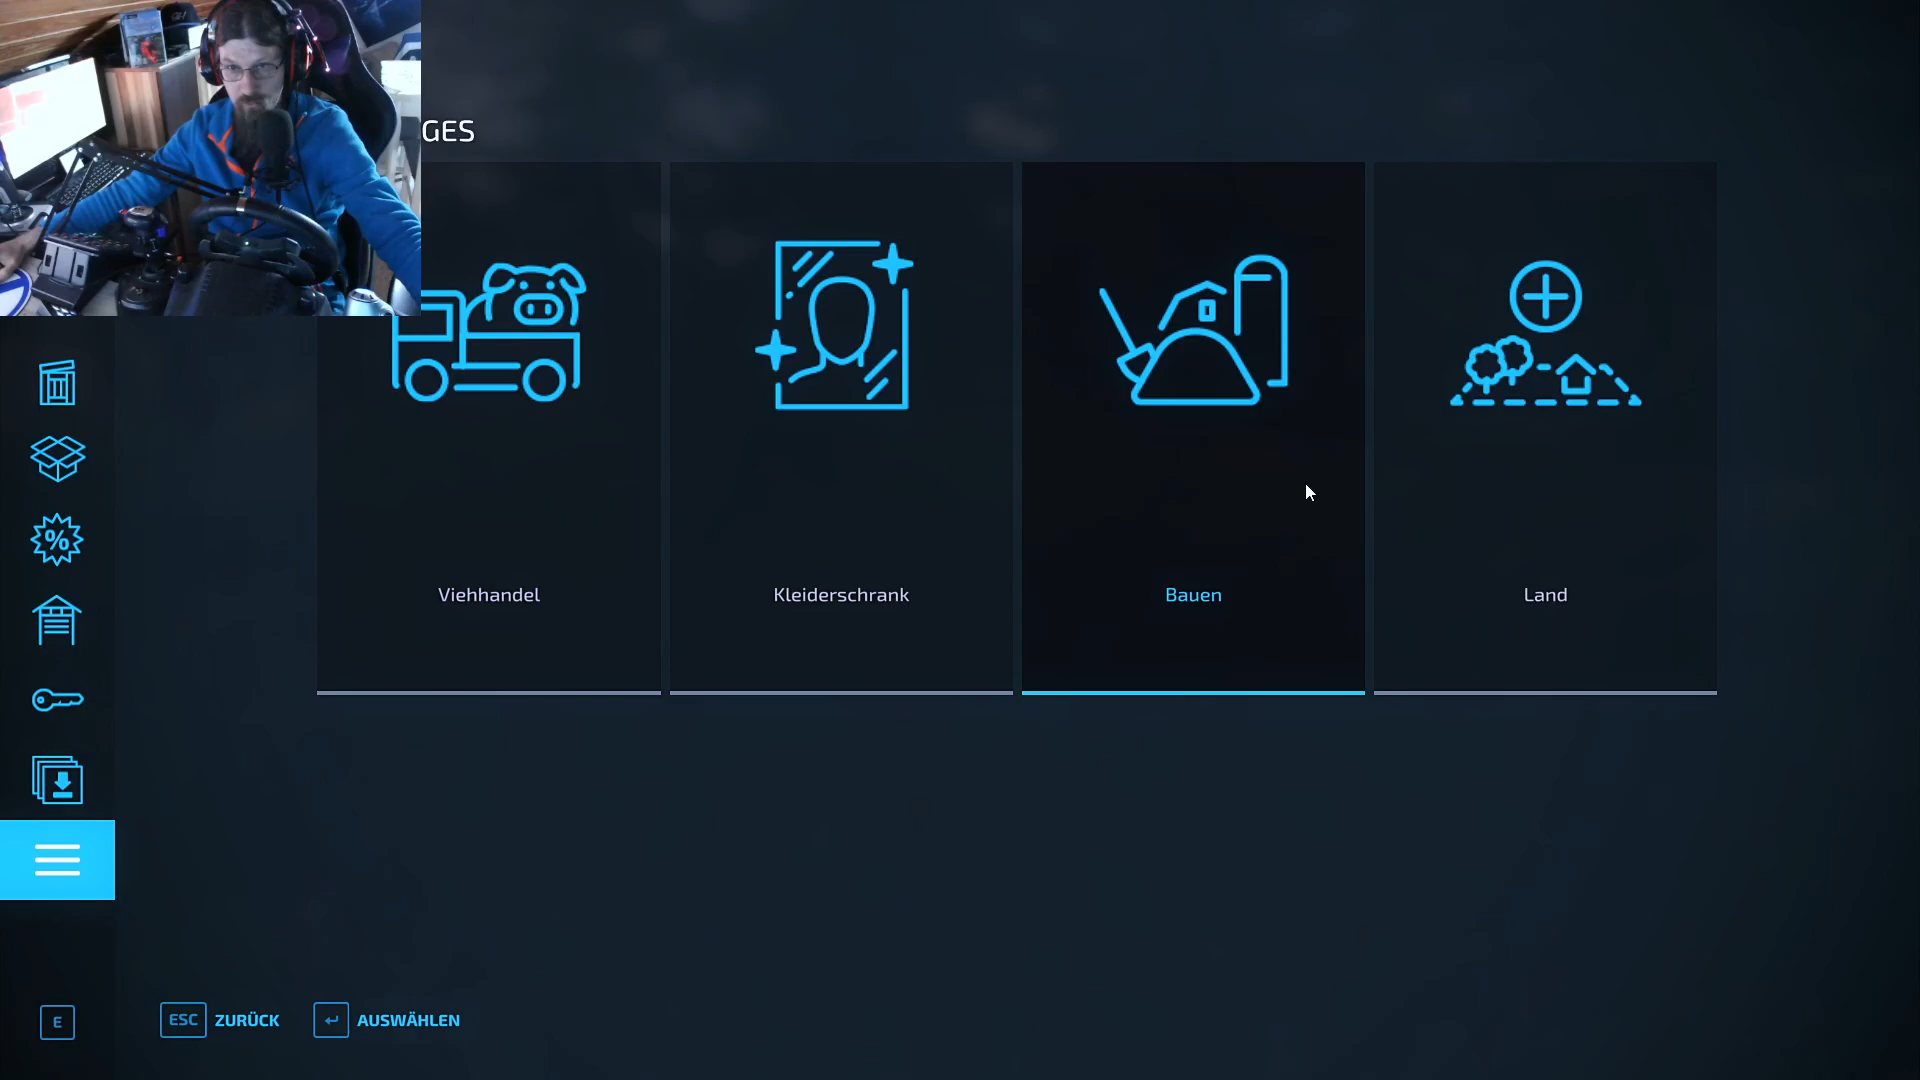 GES
Viehhandel
Kleiderschrank
Bauen
Land
%
E
ESC ZURÜCK
AUSWÄHLEN